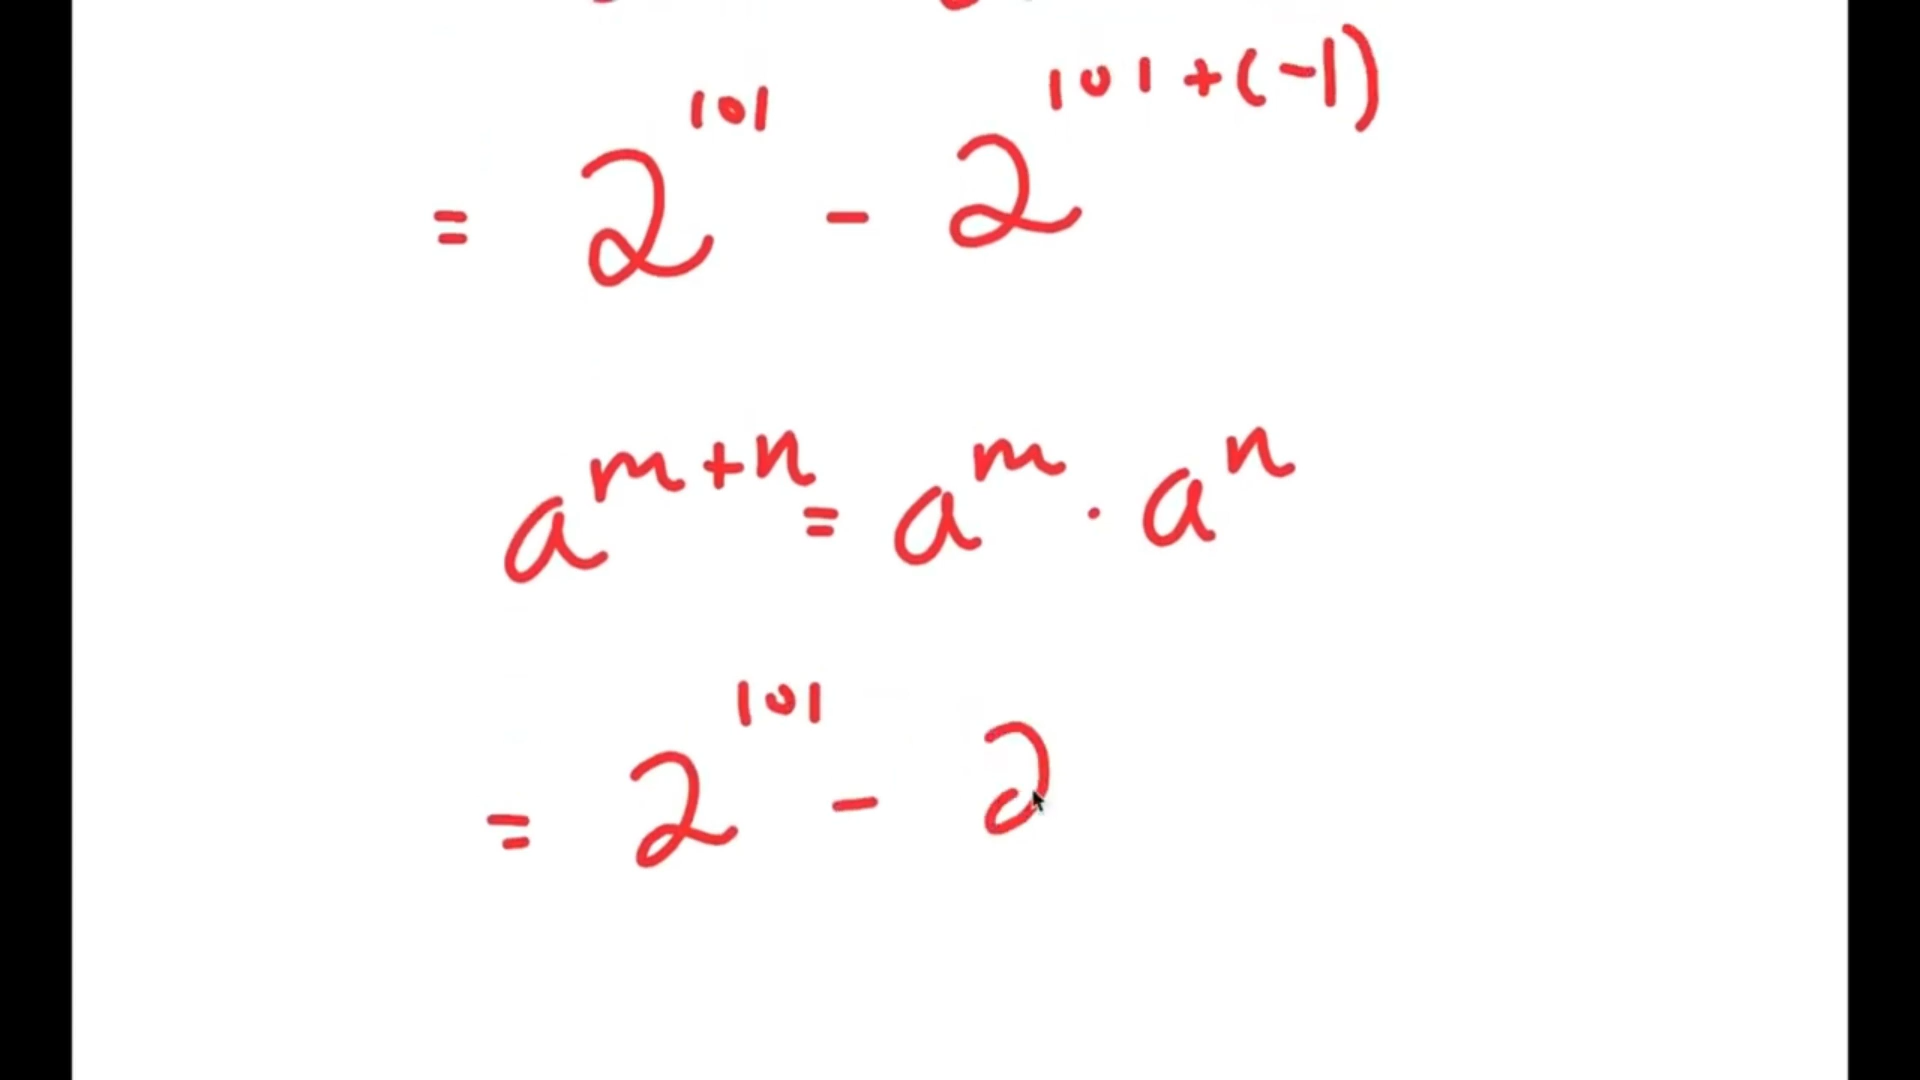 = 2^101 - 2^101+(-1)
a^m+n = a^m · a^n
= 2^101 - 2